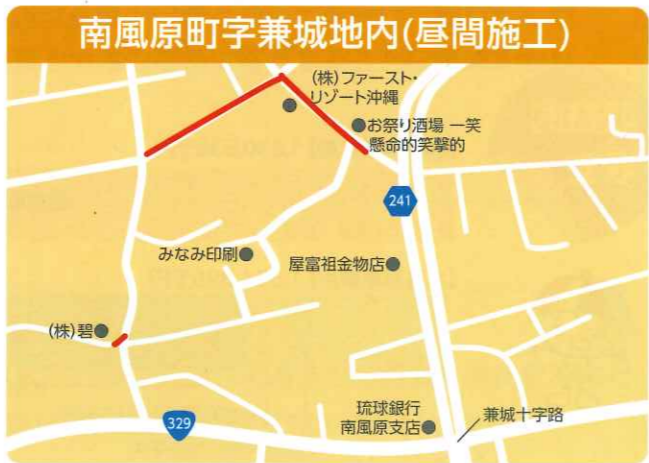 南風原町字兼城地内(昼間施工)
(株)ファースト・
リゾート沖縄
お祭り酒場 一笑
懸命的笑撃的
241
みなみ印刷
屋富祖金物店
(株)碧
329
琉球銀行
南風原支店
兼城十字路